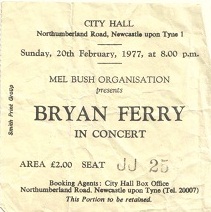 CITY HALL
Northumberland Road, Newcastle upon Tyne 1
Sunday, 20th February, 1977, at 8.00 p.m.
MEL BUSH ORGANISATION
presents
BRYAN FERRY
IN CONCERT
AREA £2.00 SEAT JJ 25
Booking Agents: City Hall Box Office
Northumberland Road, Newcastle upon Tyne (Tel. 20007)
This Portion to be retained.
Smith Print Group